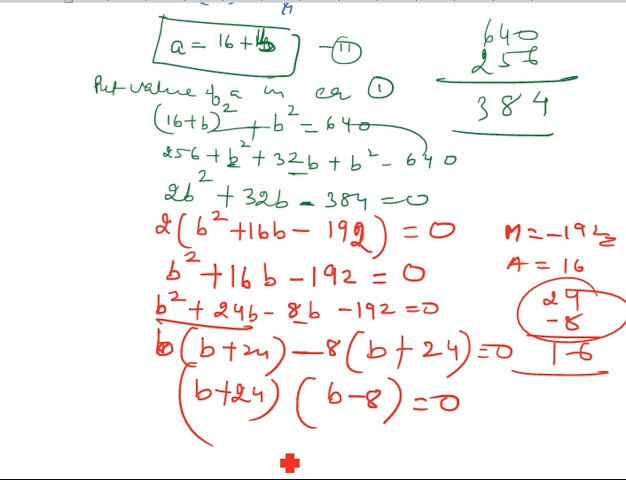 a = 16 + b — II
Put value of a in eq ①
(16+b)² + b² = 640
256 + b² + 32b + b² - 640
2b² + 32b - 384 = 0
2(b² + 16b - 192) = 0
b² + 16b - 192 = 0
b² + 24b - 8b - 192 = 0
b(b+24) - 8(b+24) = 0
(b+24)(b-8) = 0
640
256
384
M = -192
A = 16
24
-8
16